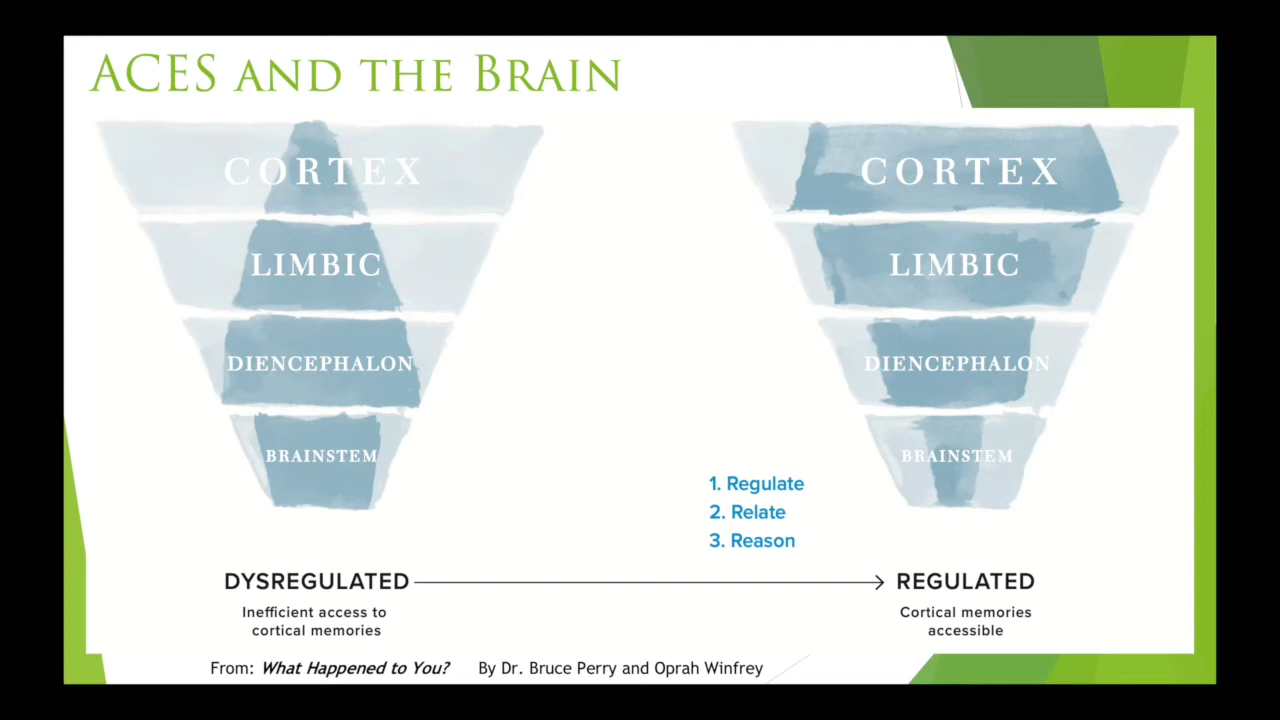 ACES AND THE BRAIN
CORTEX
LIMBIC
DIENCEPHALON
BRAINSTEM
CORTEX
LIMBIC
DIENCEPHALON
BRAINSTEM
1. Regulate
2. Relate
3. Reason
DYSREGULATED
Inefficient access to
cortical memories
REGULATED
Cortical memories
accessible
From: What Happened to You? By Dr. Bruce Perry and Oprah Winfrey